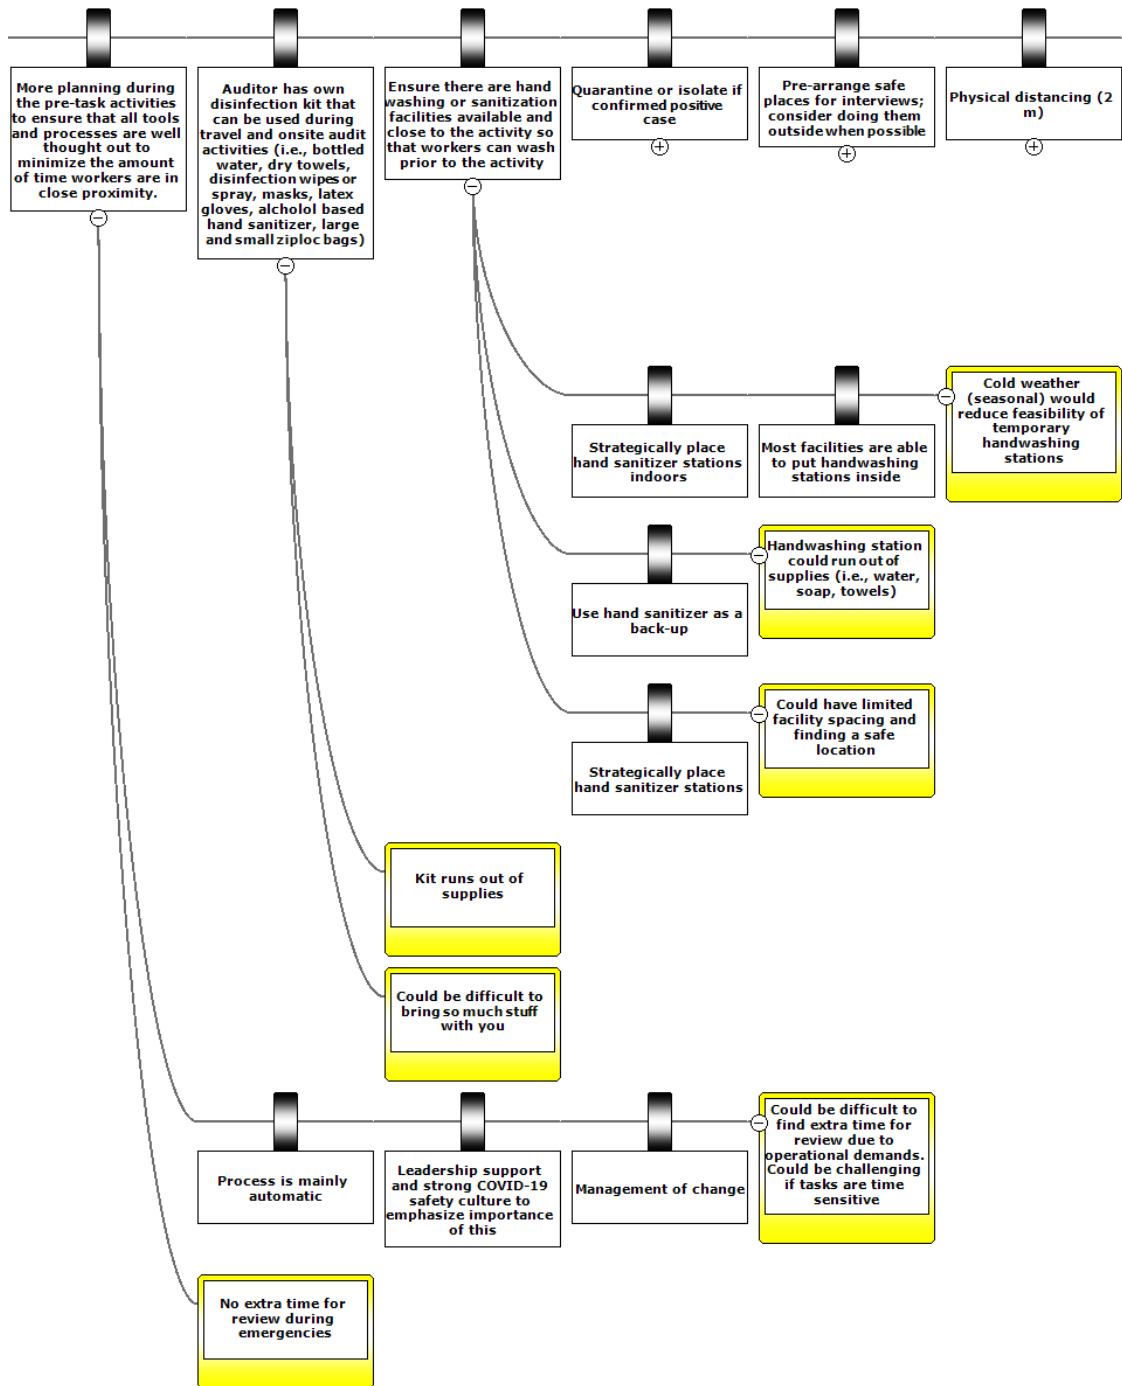 More planning during
the pre-task activities
to ensure that all tools
and processes are well
thought out to
minimize the amount
of time workers are in
close proximity.
Auditor has own
disinfection kit that
can be used during
travel and onsite audit
activities (i.e., bottled
water, dry towels,
disinfection wipes or
spray, masks, latex
gloves, alcholol based
hand sanitizer, large
and small ziploc bags)
Ensure there are hand
washing or sanitization
facilities available and
close to the activity so
that workers can wash
prior to the activity
Quarantine or isolate if
confirmed positive
case
Pre-arrange safe
places for interviews;
consider doing them
outside when possible
Physical distancing (2
m)
Strategically place
hand sanitizer stations
indoors
Most facilities are able
to put handwashing
stations inside
Cold weather
(seasonal) would
reduce feasibility of
temporary
handwashing
stations
Use hand sanitizer as a
back-up
Handwashing station
could run out of
supplies (i.e., water,
soap, towels)
Strategically place
hand sanitizer stations
Could have limited
facility spacing and
finding a safe
location
Kit runs out of
supplies
Could be difficult to
bring so much stuff
with you
Process is mainly
automatic
Leadership support
and strong COVID-19
safety culture to
emphasize importance
of this
Management of change
Could be difficult to
find extra time for
review due to
operational demands.
Could be challenging
if tasks are time
sensitive
No extra time for
review during
emergencies